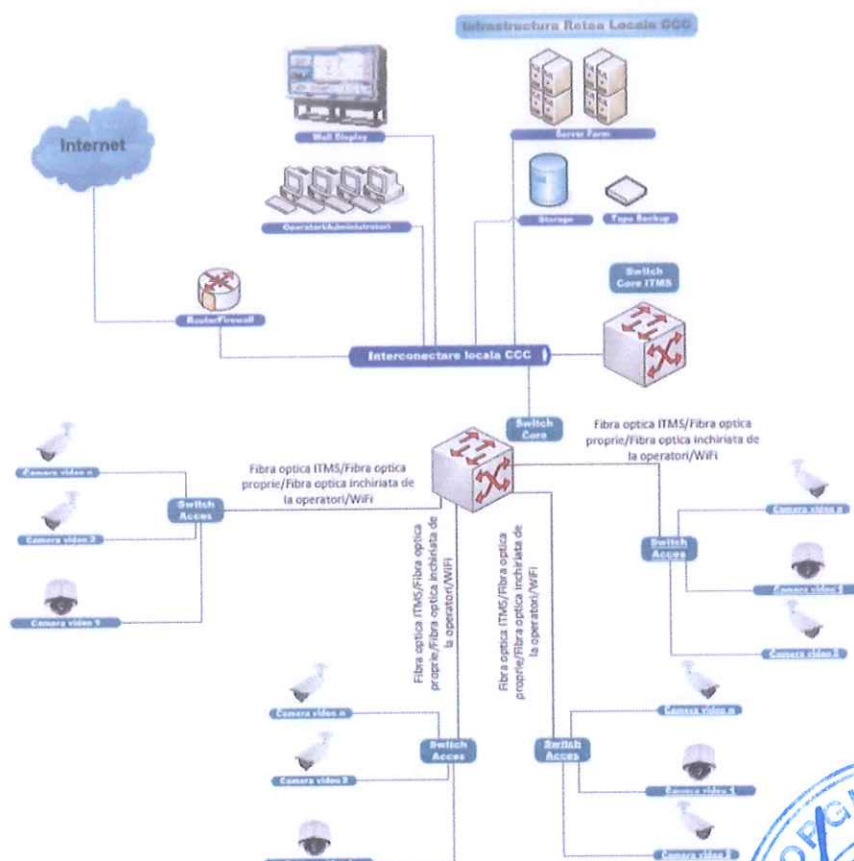 Infrastructura Retea Locala CCC
Wall Display
Server Farm
Internet
Operatori/Administratori
Storage
Tape Backup
Switch
Core ITMS
Router/Firewall
Interconectare locala CCC
Switch
Core
Fibra optica ITMS/Fibra optica
proprie/Fibra optica inchiriata de
la operatori/WiFi
Fibra optica ITMS/Fibra optica
proprie/Fibra optica inchiriata de
la operatori/WiFi
Camera video n
Switch
Acces
Camera video 2
Camera video 1
Camera video n
Switch
Acces
Camera video 1
Camera video 2
Fibra optica ITMS/Fibra optica
proprie/Fibra optica inchiriata de
la operatori/WiFi
Fibra optica ITMS/Fibra optica
proprie/Fibra optica inchiriata de
la operatori/WiFi
Camera video n
Switch
Acces
Camera video 2
Camera video n
Switch
Acces
Camera video 1
Camera video 2